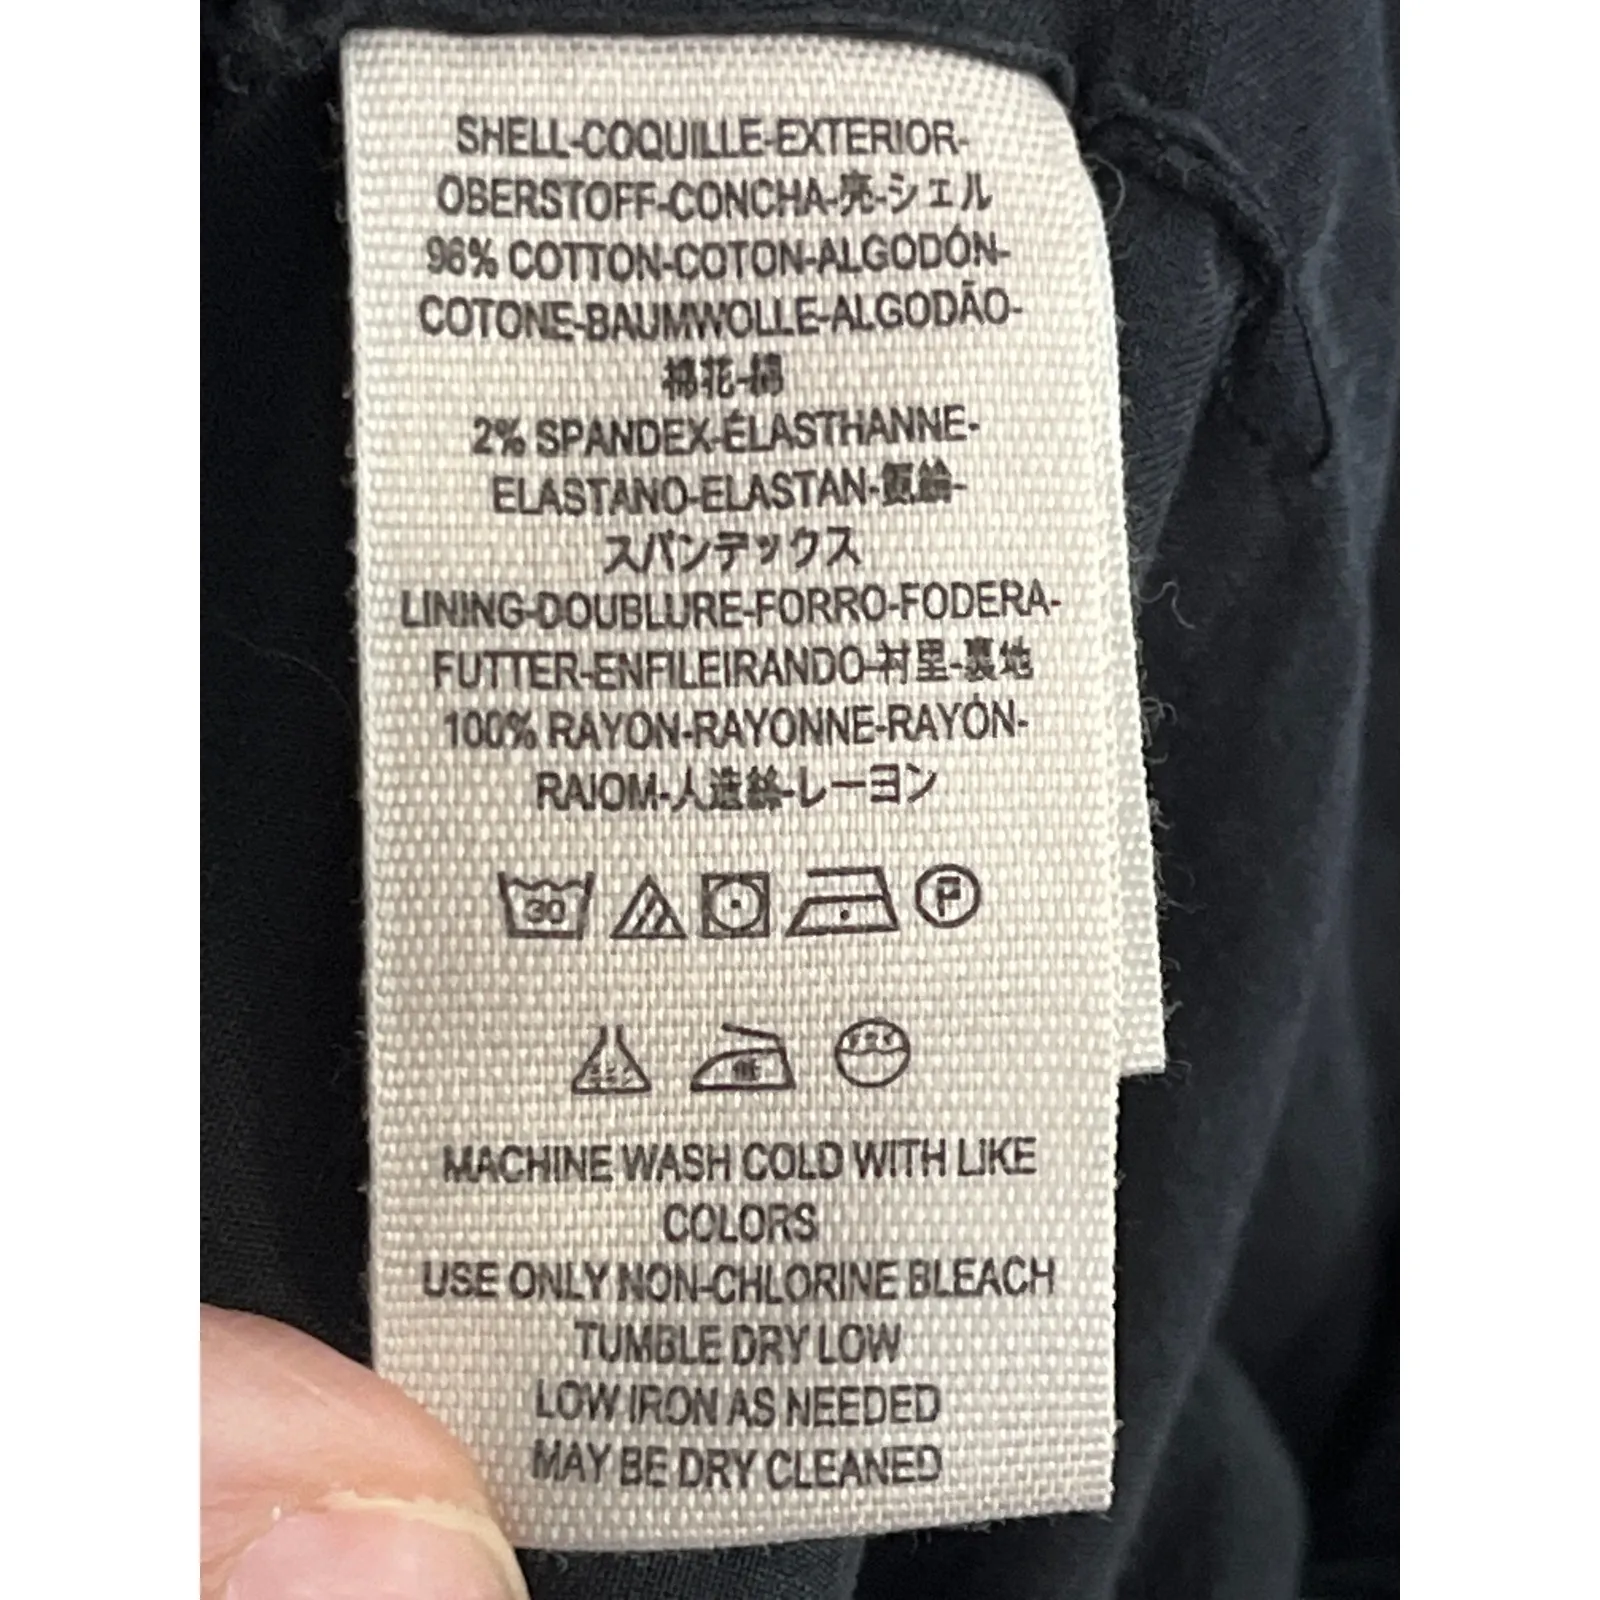 SHELL-COQUILLE-EXTERIOR-
OBERSTOFF-CONCHA-亮-シェル
96% COTTON-COTON-ALGODÓN-
COTONE-BAUMWOLLE-ALGODÃO-
棉花-綿
2% SPANDEX-ÉLASTHANNE-
ELASTANO-ELASTAN-
スパンデックス
LINING-DOUBLURE-FORRO-FODERA-
FUTTER-ENFILEIRANDO-衬里-裏地
100% RAYON-RAYONNE-RAYÓN-
RAIOM-人造絲-レーヨン
30
P
MACHINE WASH COLD WITH LIKE
COLORS
USE ONLY NON-CHLORINE BLEACH
TUMBLE DRY LOW
LOW IRON AS NEEDED
MAY BE DRY CLEANED